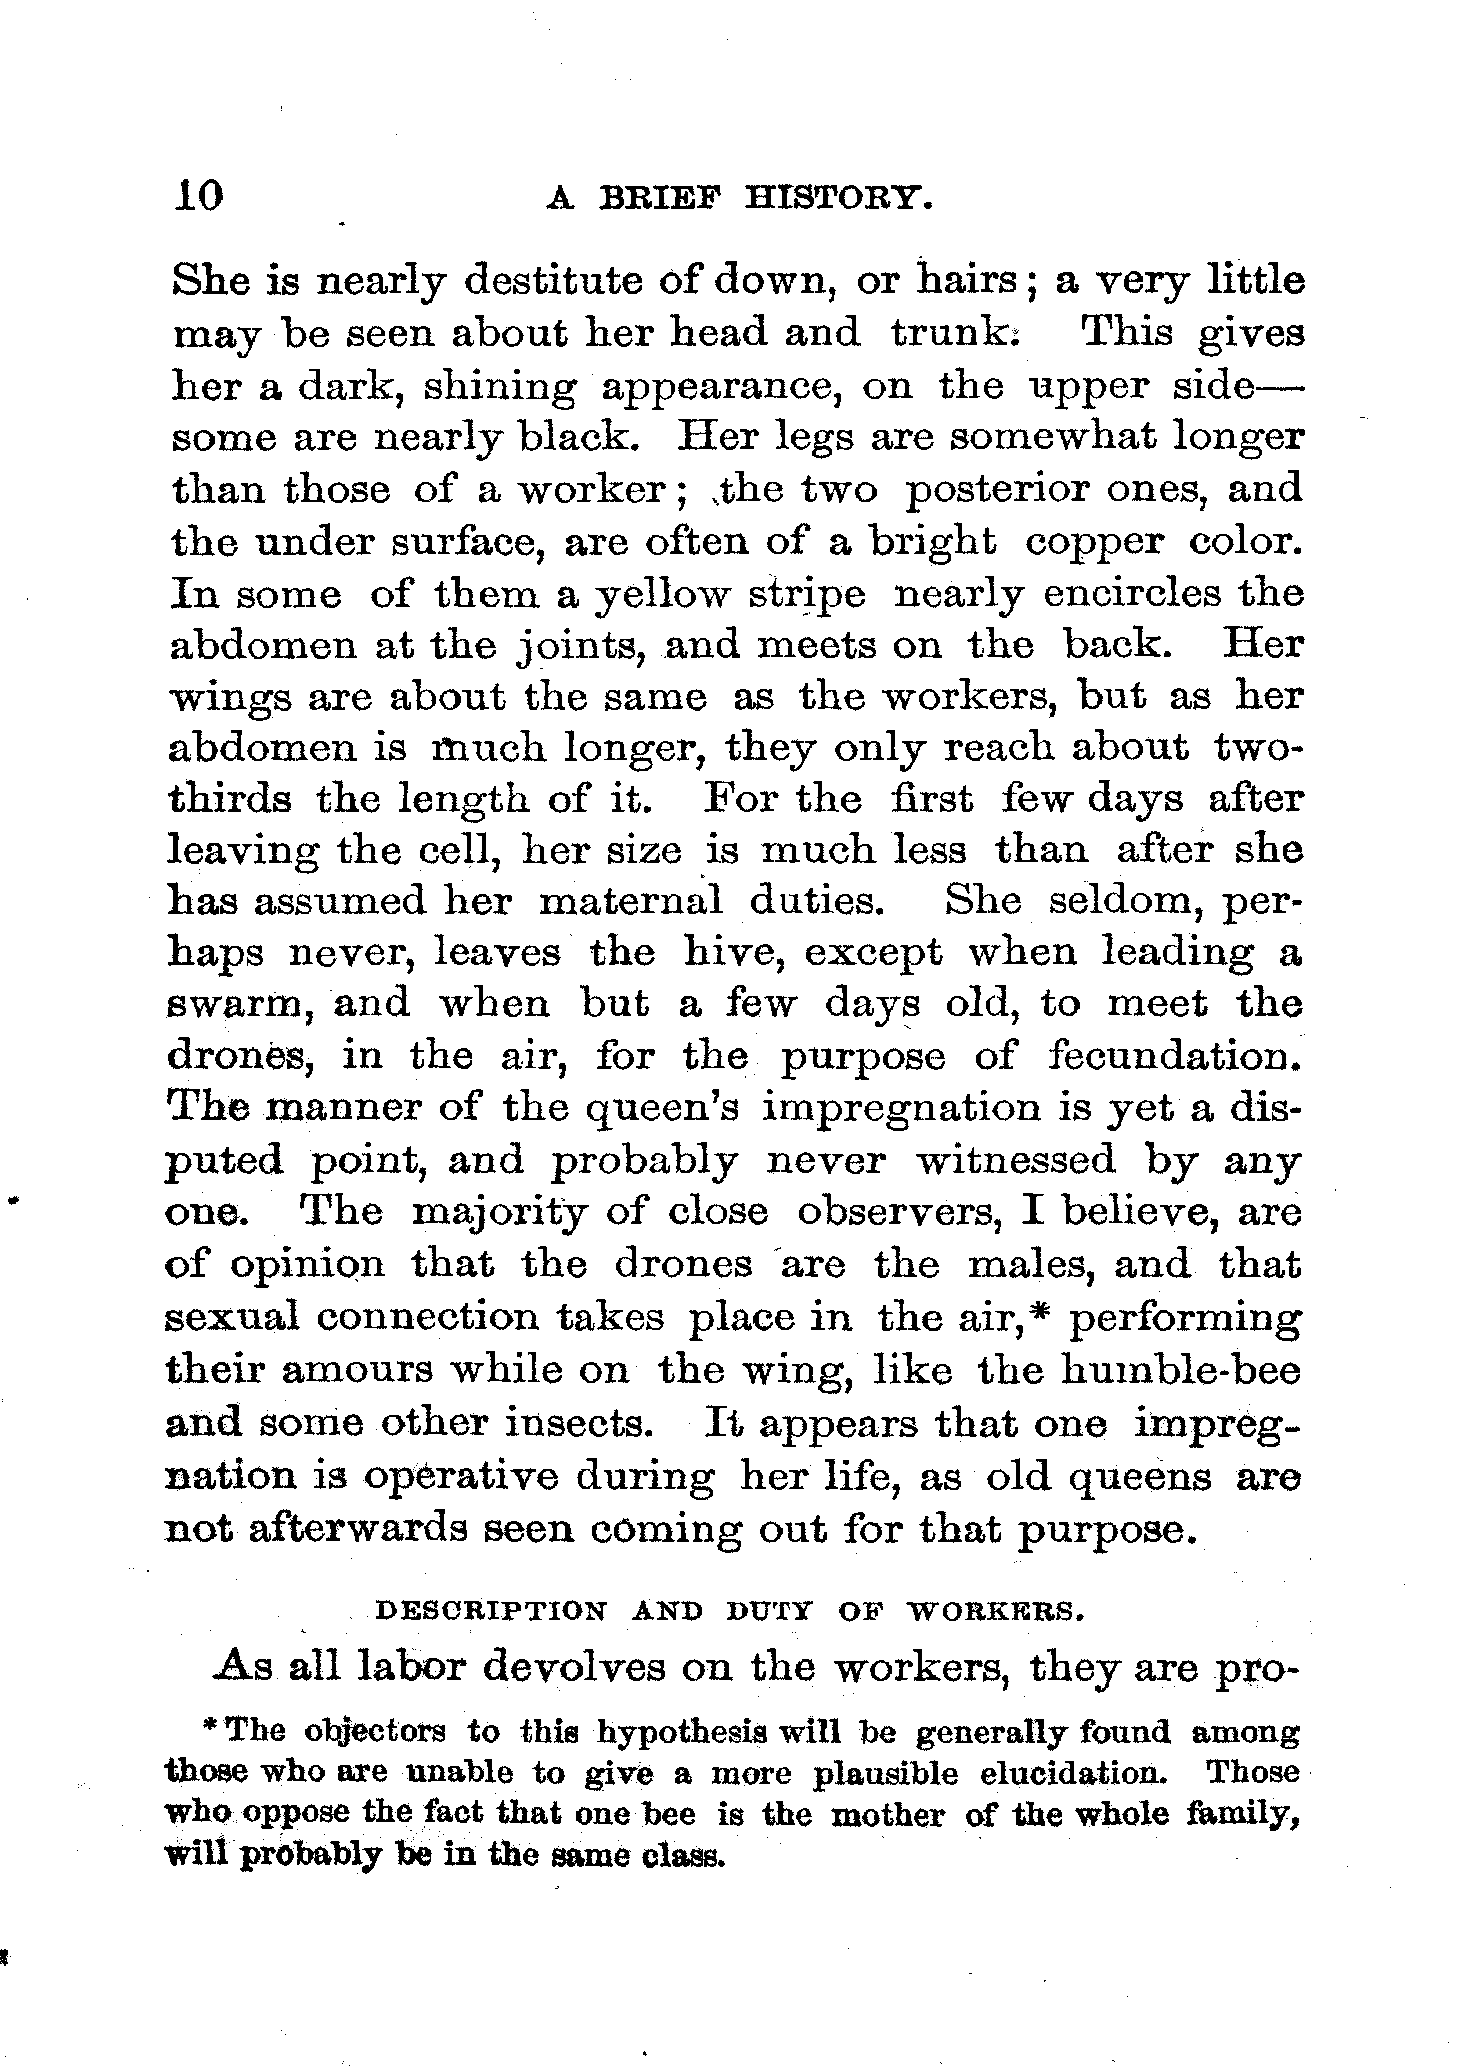 10 A BRIEF HISTORY.
She is nearly destitute of down, or hairs; a very little
may be seen about her head and trunk. This gives
her a dark, shining appearance, on the upper side—
some are nearly black. Her legs are somewhat longer
than those of a worker; the two posterior ones, and
the under surface, are often of a bright copper color.
In some of them a yellow stripe nearly encircles the
abdomen at the joints, and meets on the back. Her
wings are about the same as the workers, but as her
abdomen is much longer, they only reach about two-
thirds the length of it. For the first few days after
leaving the cell, her size is much less than after she
has assumed her maternal duties. She seldom, per-
haps never, leaves the hive, except when leading a
swarm, and when but a few days old, to meet the
drones, in the air, for the purpose of fecundation.
The manner of the queen's impregnation is yet a dis-
puted point, and probably never witnessed by any
one. The majority of close observers, I believe, are
of opinion that the drones are the males, and that
sexual connection takes place in the air,* performing
their amours while on the wing, like the humble-bee
and some other insects. It appears that one impreg-
nation is operative during her life, as old queens are
not afterwards seen coming out for that purpose.
DESCRIPTION AND DUTY OF WORKERS.
As all labor devolves on the workers, they are pro-
*The objectors to this hypothesis will be generally found among
those who are unable to give a more plausible elucidation. Those
who oppose the fact that one bee is the mother of the whole family,
will probably be in the same class.